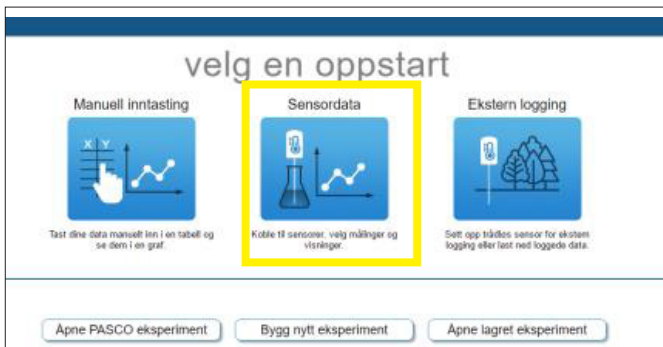 velg en oppstart
Manuell inntasting
Sensordata
Ekstern logging
X Y
Tast dine data manuelt inn i en tabell og
se dem i en graf.
Koble til sensorer, velg målinger og
visninger.
Sett opp trådløs sensor for ekstern
logging eller last ned loggede data.
Åpne PASCO eksperiment
Bygg nytt eksperiment
Åpne lagret eksperiment